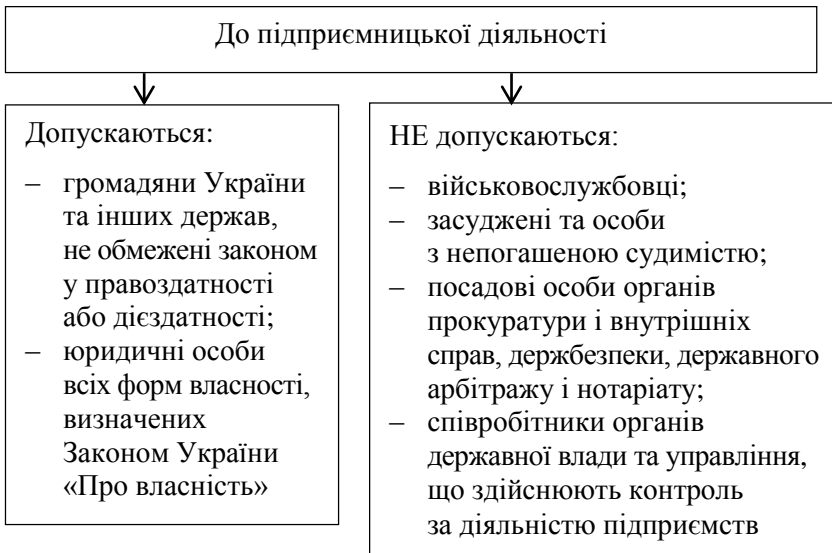 До підприємницької діяльності
Допускаються:
– громадяни України
та інших держав,
не обмежені законом
у правоздатності
або дієздатності;
– юридичні особи
всіх форм власності,
визначених
Законом України
«Про власність»
НЕ допускаються:
– військовослужбовці;
– засуджені та особи
з непогашеною судимістю;
– посадові особи органів
прокуратури і внутрішніх
справ, держбезпеки, державного
арбітражу і нотаріату;
– співробітники органів
державної влади та управління,
що здійснюють контроль
за діяльністю підприємств